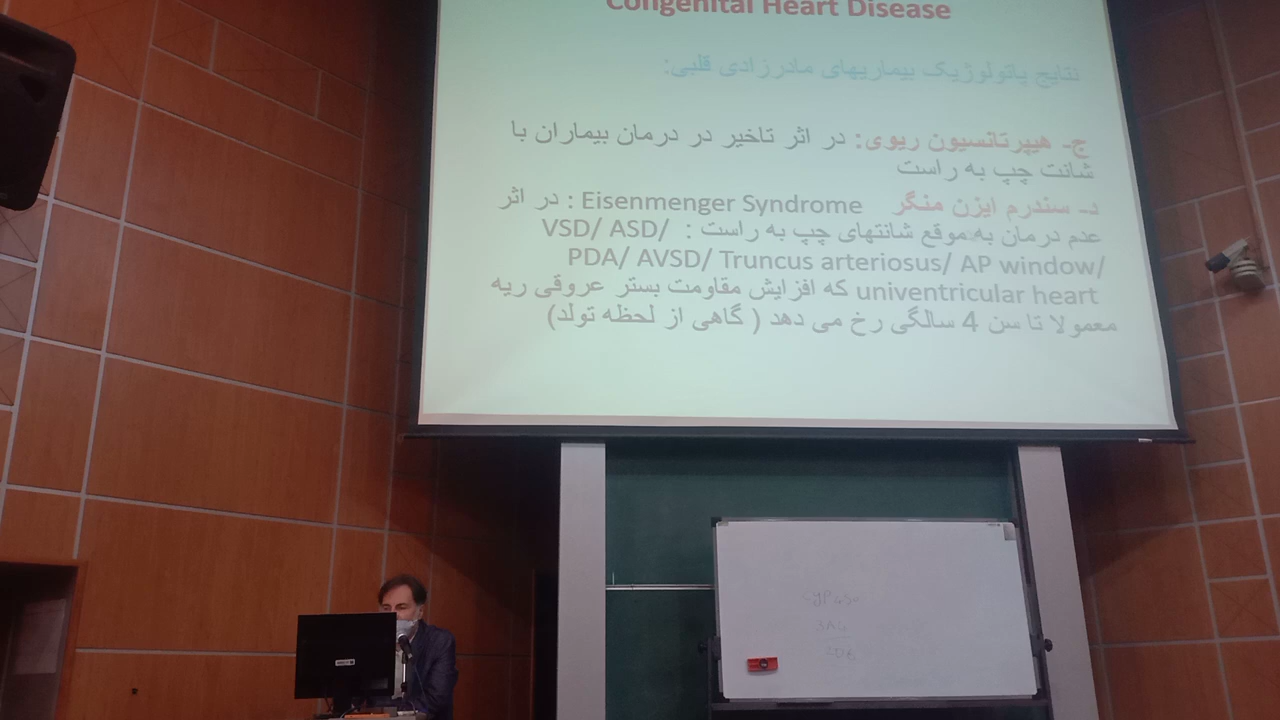 Congenital Heart Disease
نتایج پاتولوژیک بیماریهای مادرزادی قلبی:
ج- هیپرتانسیون ریوی: در اثر تاخیر در درمان بیماران با
شانت چپ به راست
د- سندرم ایزن منگر Eisenmenger Syndrome : در اثر
عدم درمان به موقع شانتهای چپ به راست : VSD/ ASD/
PDA/ AVSD/ Truncus arteriosus/ AP window/
univentricular heart که افزایش مقاومت بستر عروقی ریه
معمولا تا سن 4 سالگی رخ می دهد ( گاهی از لحظه تولد)